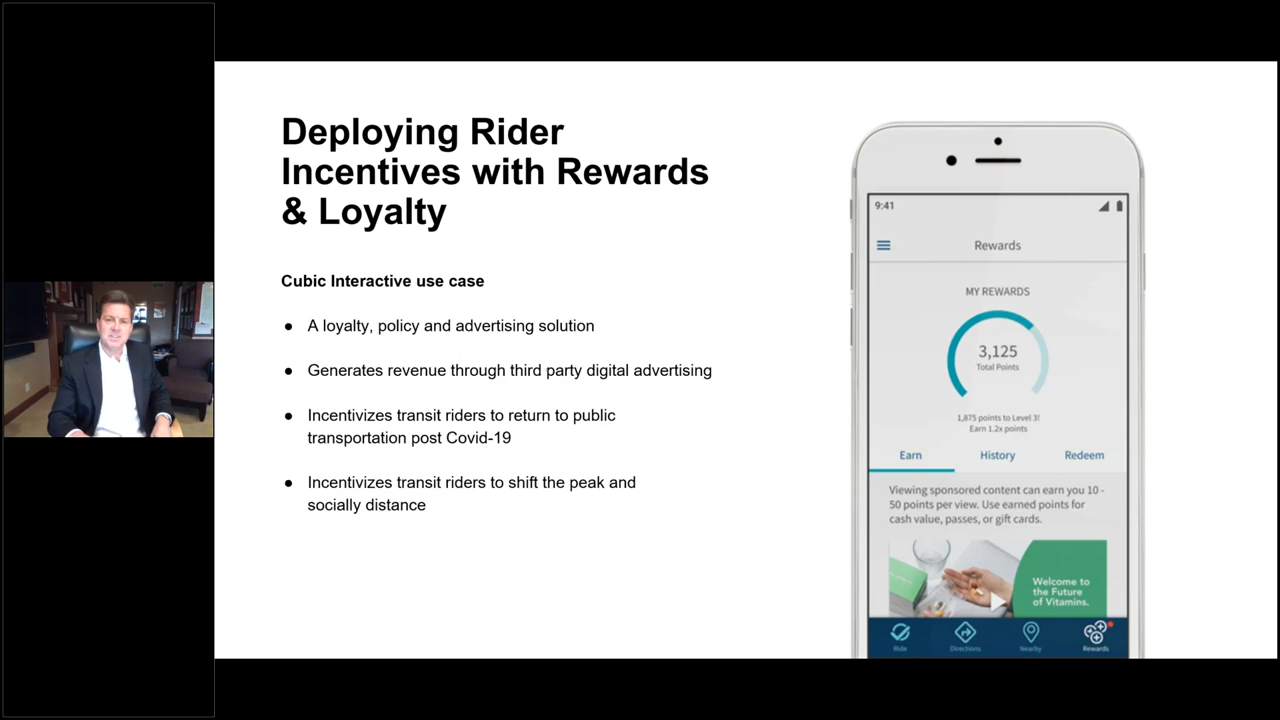 Deploying Rider
Incentives with Rewards
& Loyalty
Cubic Interactive use case
● A loyalty, policy and advertising solution
● Generates revenue through third party digital advertising
● Incentivizes transit riders to return to public
transportation post Covid-19
● Incentivizes transit riders to shift the peak and
socially distance
9:41
Rewards
MY REWARDS
3,125
Total Points
1,875 points to Level 3!
Earn 1.2x points
Earn History Redeem
Viewing sponsored content can earn you 10 -
50 points per view. Use earned points for
cash value, passes, or gift cards.
Welcome to
the Future
of Vitamins.
Ride Directions Nearby Rewards